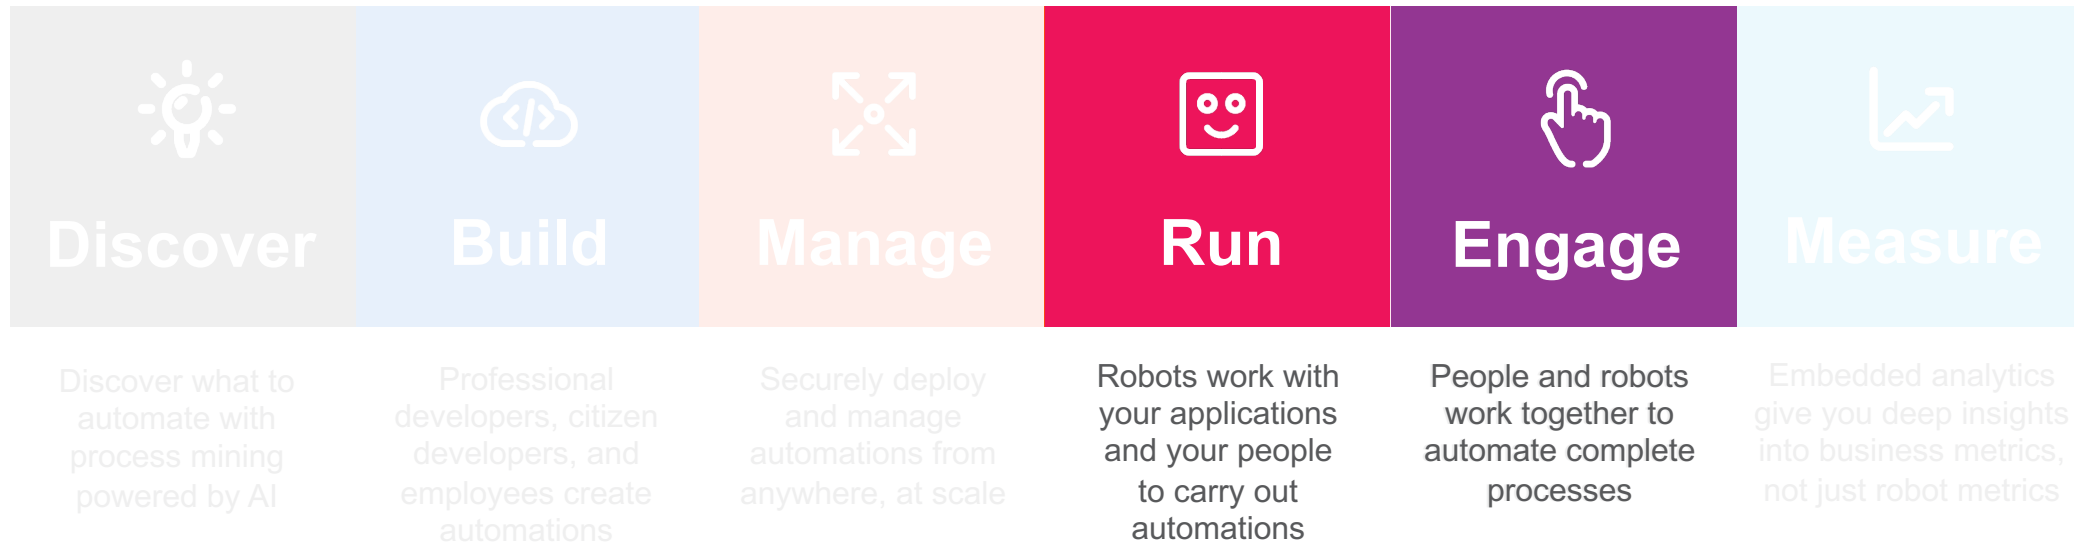 Discover
Build
Manage
Run
Engage
Measure
Discover what to
automate with
process mining
powered by AI
Professional
developers, citizen
developers, and
employees create
automations
Securely deploy
and manage
automations from
anywhere, at scale
Robots work with
your applications
and your people
to carry out
automations
People and robots
work together to
automate complete
processes
Embedded analytics
give you deep insights
into business metrics,
not just robot metrics